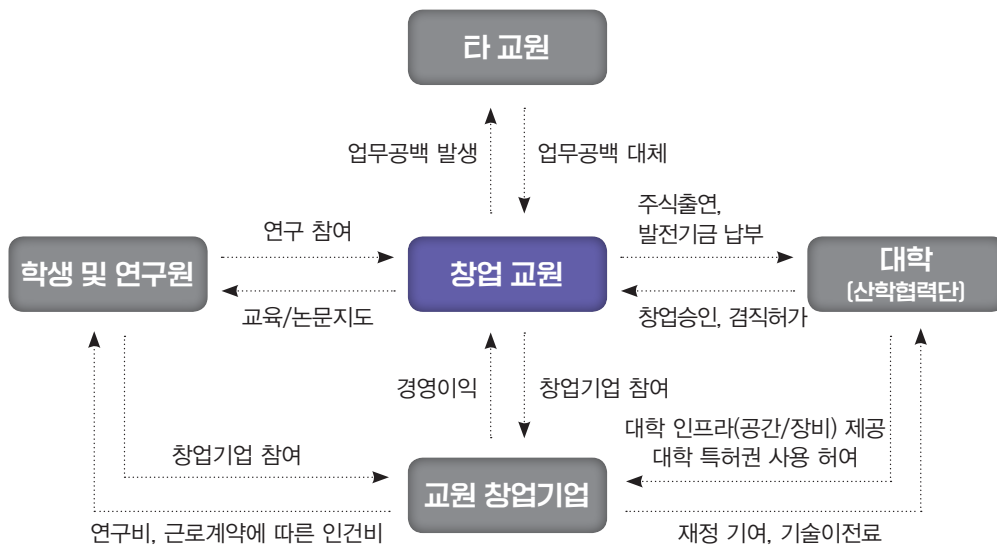 타 교원
업무공백 발생
업무공백 대체
주식출연,
발전기금 납부
연구 참여
학생 및 연구원
창업 교원
대학
(산학협력단)
교육/논문지도
창업승인, 겸직허가
경영이익
창업기업 참여
대학 인프라(공간/장비) 제공
대학 특허권 사용 허여
창업기업 참여
교원 창업기업
연구비, 근로계약에 따른 인건비
재정 기여, 기술이전료